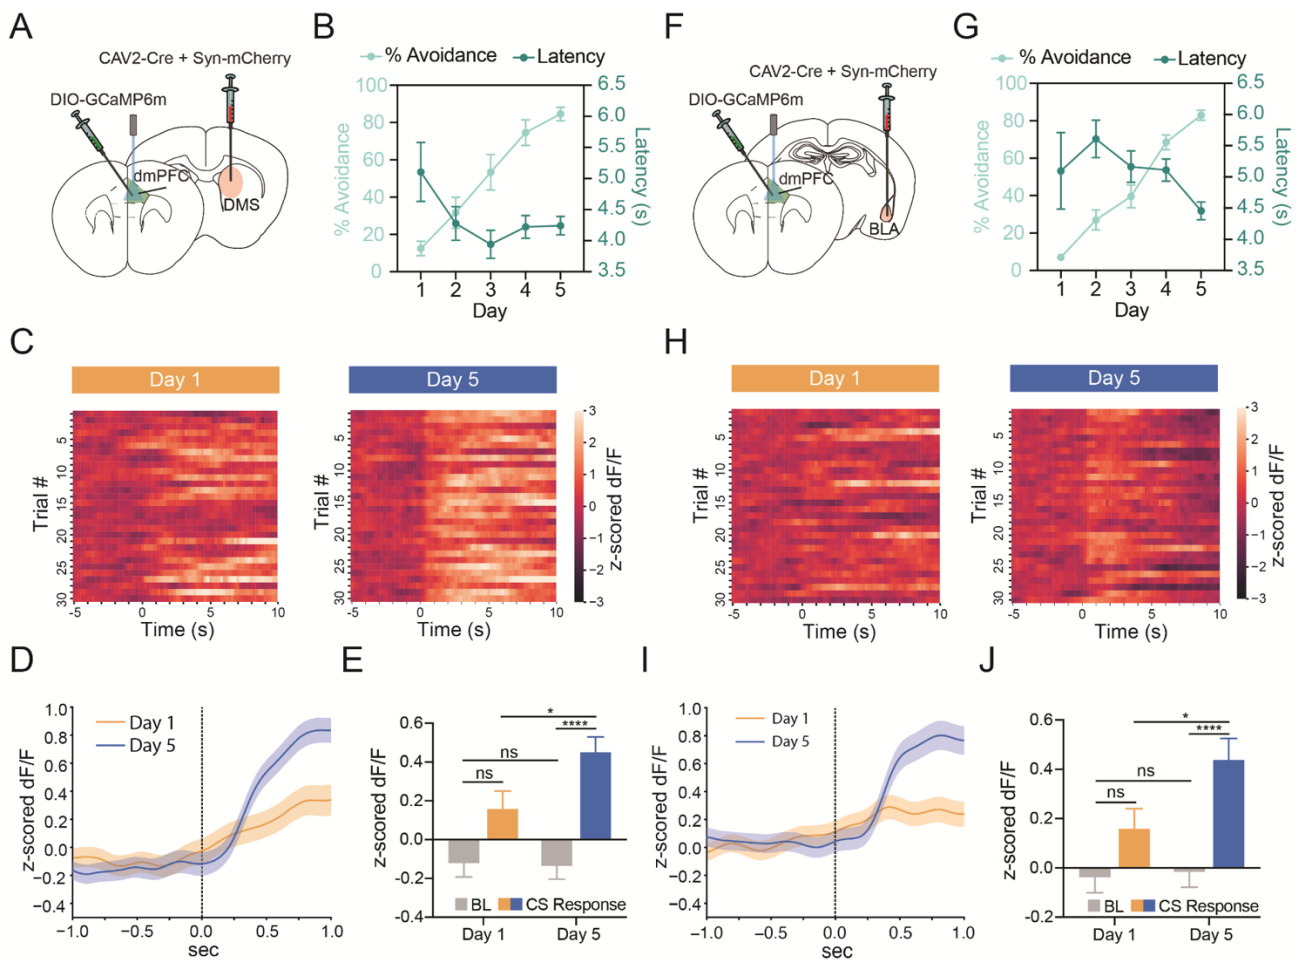 A
CAV2-Cre + Syn-mCherry
DIO-GCaMP6m
dmPFC
DMS
B
% Avoidance
Latency
% Avoidance
100
80
60
40
20
0
Latency (s)
6.5
6.0
5.5
5.0
4.5
4.0
3.5
1 2 3 4 5
Day
F
CAV2-Cre + Syn-mCherry
DIO-GCaMP6m
dmPFC
BLA
G
% Avoidance
Latency
% Avoidance
100
80
60
40
20
0
Latency (s)
6.5
6.0
5.5
5.0
4.5
4.0
3.5
1 2 3 4 5
Day
C
Day 1
Day 5
Trial #
5
10
15
20
25
30
-5 0 5 10
Time (s)
Trial #
5
10
15
20
25
30
-5 0 5 10
Time (s)
3
2
1
0
−1
−2
−3
z-scored dF/F
H
Day 1
Day 5
Trial #
5
10
15
20
25
30
-5 0 5 10
Time (s)
Trial #
5
10
15
20
25
30
-5 0 5 10
Time (s)
3
2
1
0
−1
−2
−3
z-scored dF/F
D
Day 1
Day 5
z-scored dF/F
1.0
0.8
0.6
0.4
0.2
0.0
−0.2
−0.4
−1.0 −0.5 0.0 0.5 1.0
sec
E
z-scored dF/F
0.6
0.4
0.2
0.0
-0.2
-0.4
*
****
ns
ns
BL CS Response
Day 1 Day 5
I
Day 1
Day 5
z-scored dF/F
1.0
0.8
0.6
0.4
0.2
0.0
−0.2
−0.4
−1.0 −0.5 0.0 0.5 1.0
sec
J
z-scored dF/F
0.6
0.4
0.2
0.0
-0.2
*
****
ns
ns
BL CS Response
Day 1 Day 5